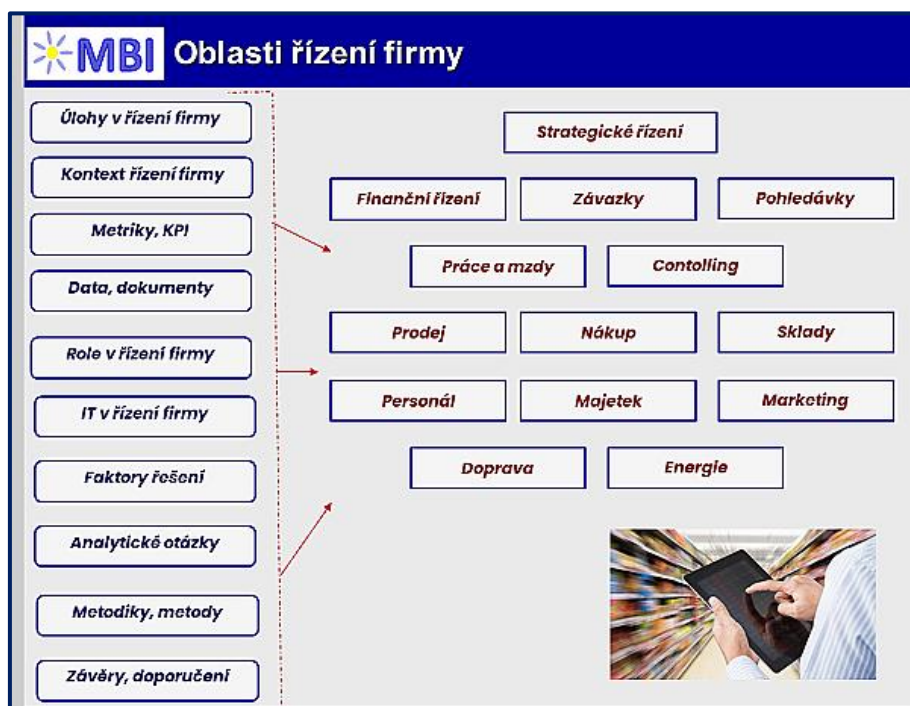 MBI Oblasti řízení firmy
Úlohy v řízení firmy
Kontext řízení firmy
Metriky, KPI
Data, dokumenty
Role v řízení firmy
IT v řízení firmy
Faktory řešení
Analytické otázky
Metodiky, metody
Závěry, doporučení
Strategické řízení
Finanční řízení
Závazky
Pohledávky
Práce a mzdy
Contolling
Prodej
Nákup
Sklady
Personál
Majetek
Marketing
Doprava
Energie